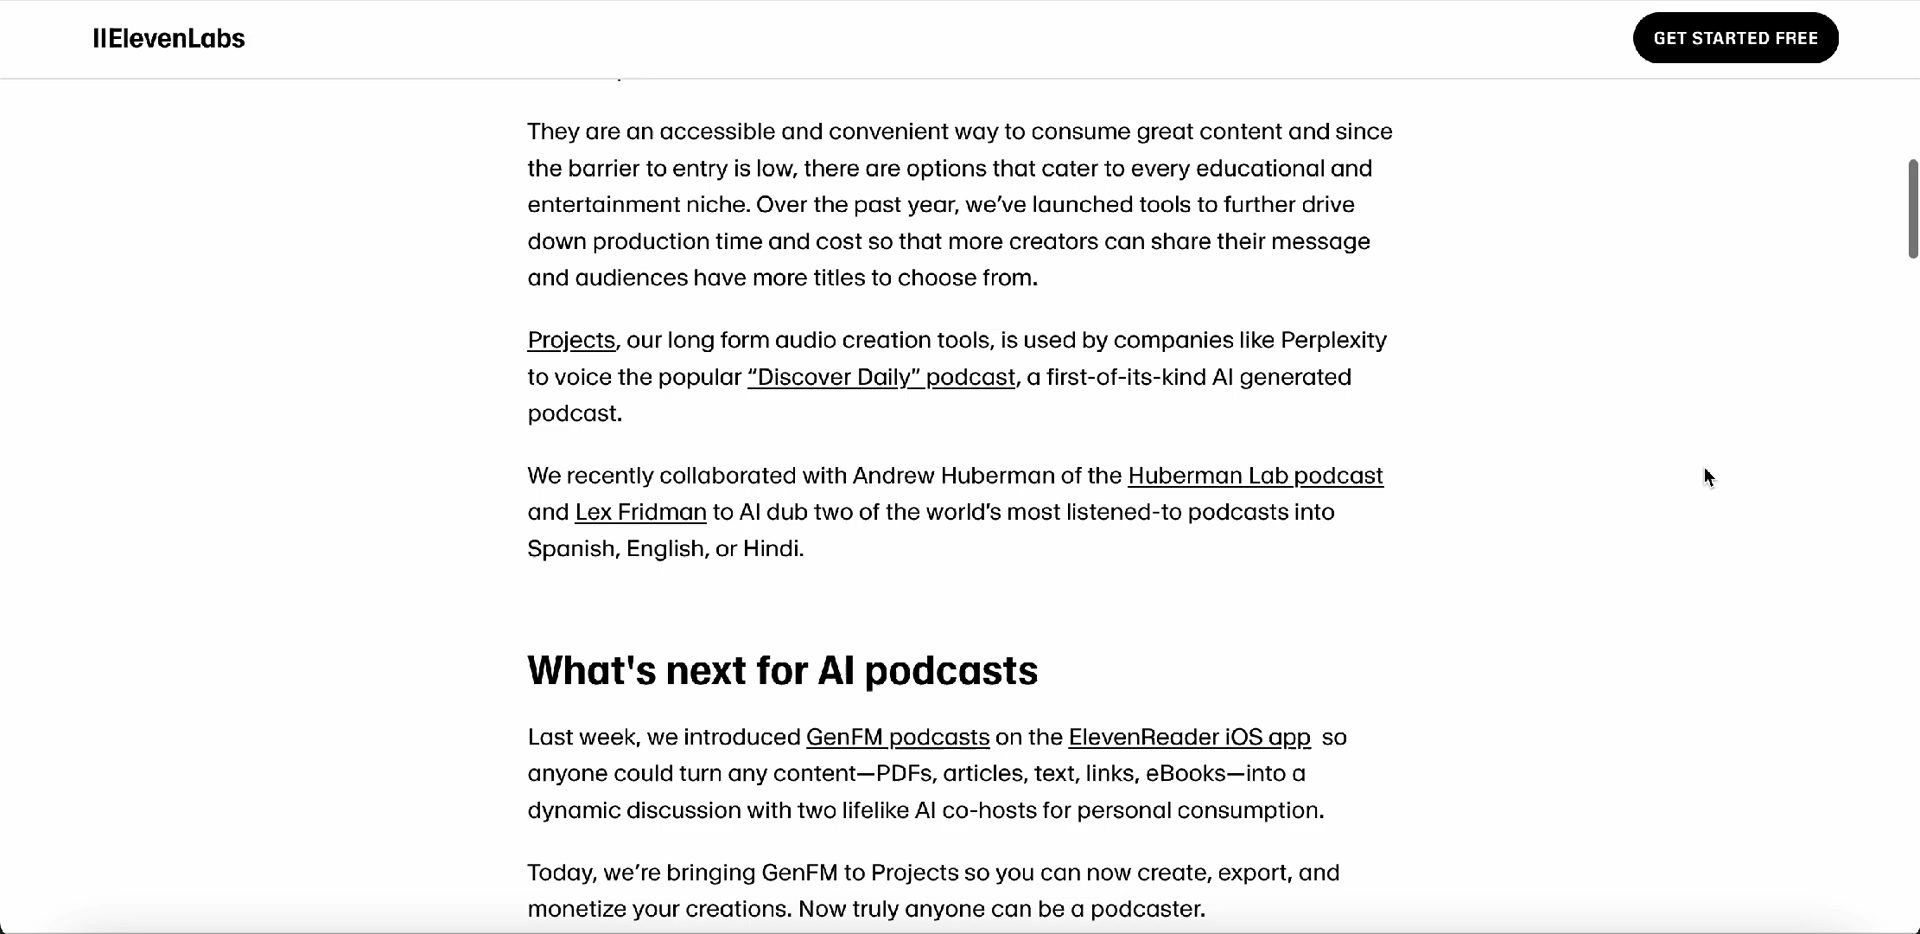 IIElevenLabs
GET STARTED FREE
They are an accessible and convenient way to consume great content and since
the barrier to entry is low, there are options that cater to every educational and
entertainment niche. Over the past year, we’ve launched tools to further drive
down production time and cost so that more creators can share their message
and audiences have more titles to choose from.
Projects, our long form audio creation tools, is used by companies like Perplexity
to voice the popular “Discover Daily” podcast, a first-of-its-kind AI generated
podcast.
We recently collaborated with Andrew Huberman of the Huberman Lab podcast
and Lex Fridman to AI dub two of the world’s most listened-to podcasts into
Spanish, English, or Hindi.
What's next for AI podcasts
Last week, we introduced GenFM podcasts on the ElevenReader iOS app so
anyone could turn any content—PDFs, articles, text, links, eBooks—into a
dynamic discussion with two lifelike AI co-hosts for personal consumption.
Today, we’re bringing GenFM to Projects so you can now create, export, and
monetize your creations. Now truly anyone can be a podcaster.